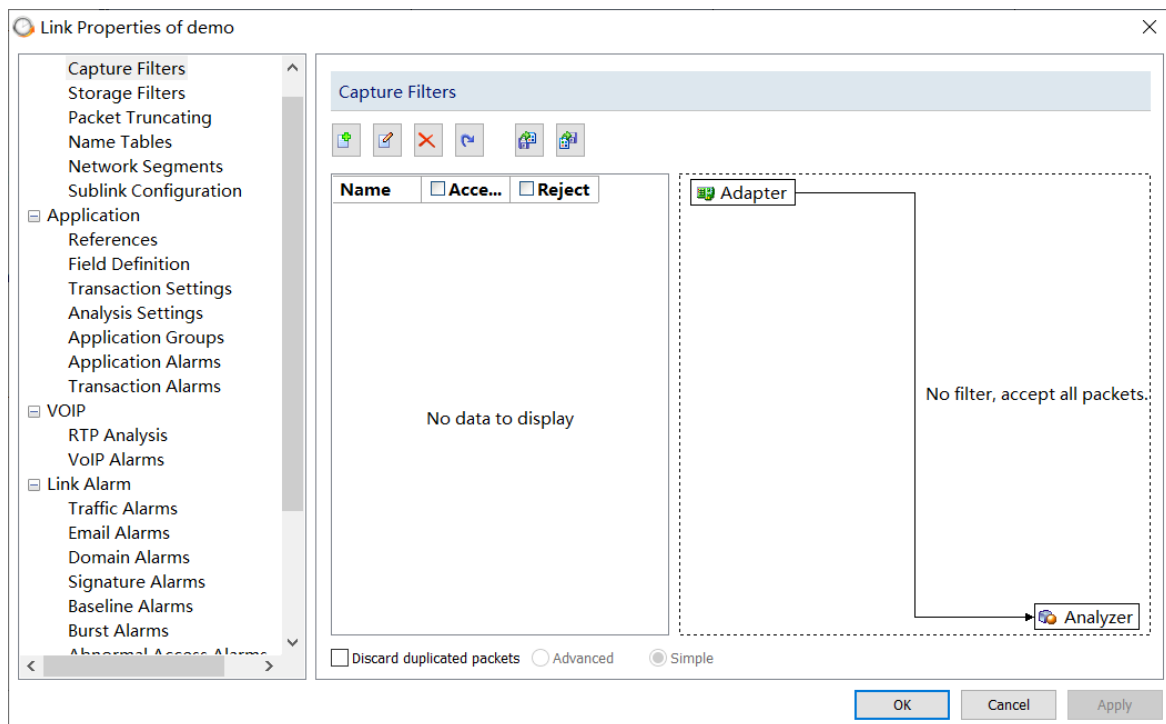 Link Properties of demo
Capture Filters
Storage Filters
Packet Truncating
Name Tables
Network Segments
Sublink Configuration
Application
References
Field Definition
Transaction Settings
Analysis Settings
Application Groups
Application Alarms
Transaction Alarms
VOIP
RTP Analysis
VoIP Alarms
Link Alarm
Traffic Alarms
Email Alarms
Domain Alarms
Signature Alarms
Baseline Alarms
Burst Alarms
Abnormal Access Alarms
Capture Filters
Name Acce... Reject
No data to display
Adapter
No filter, accept all packets.
Analyzer
Discard duplicated packets Advanced Simple
OK Cancel Apply